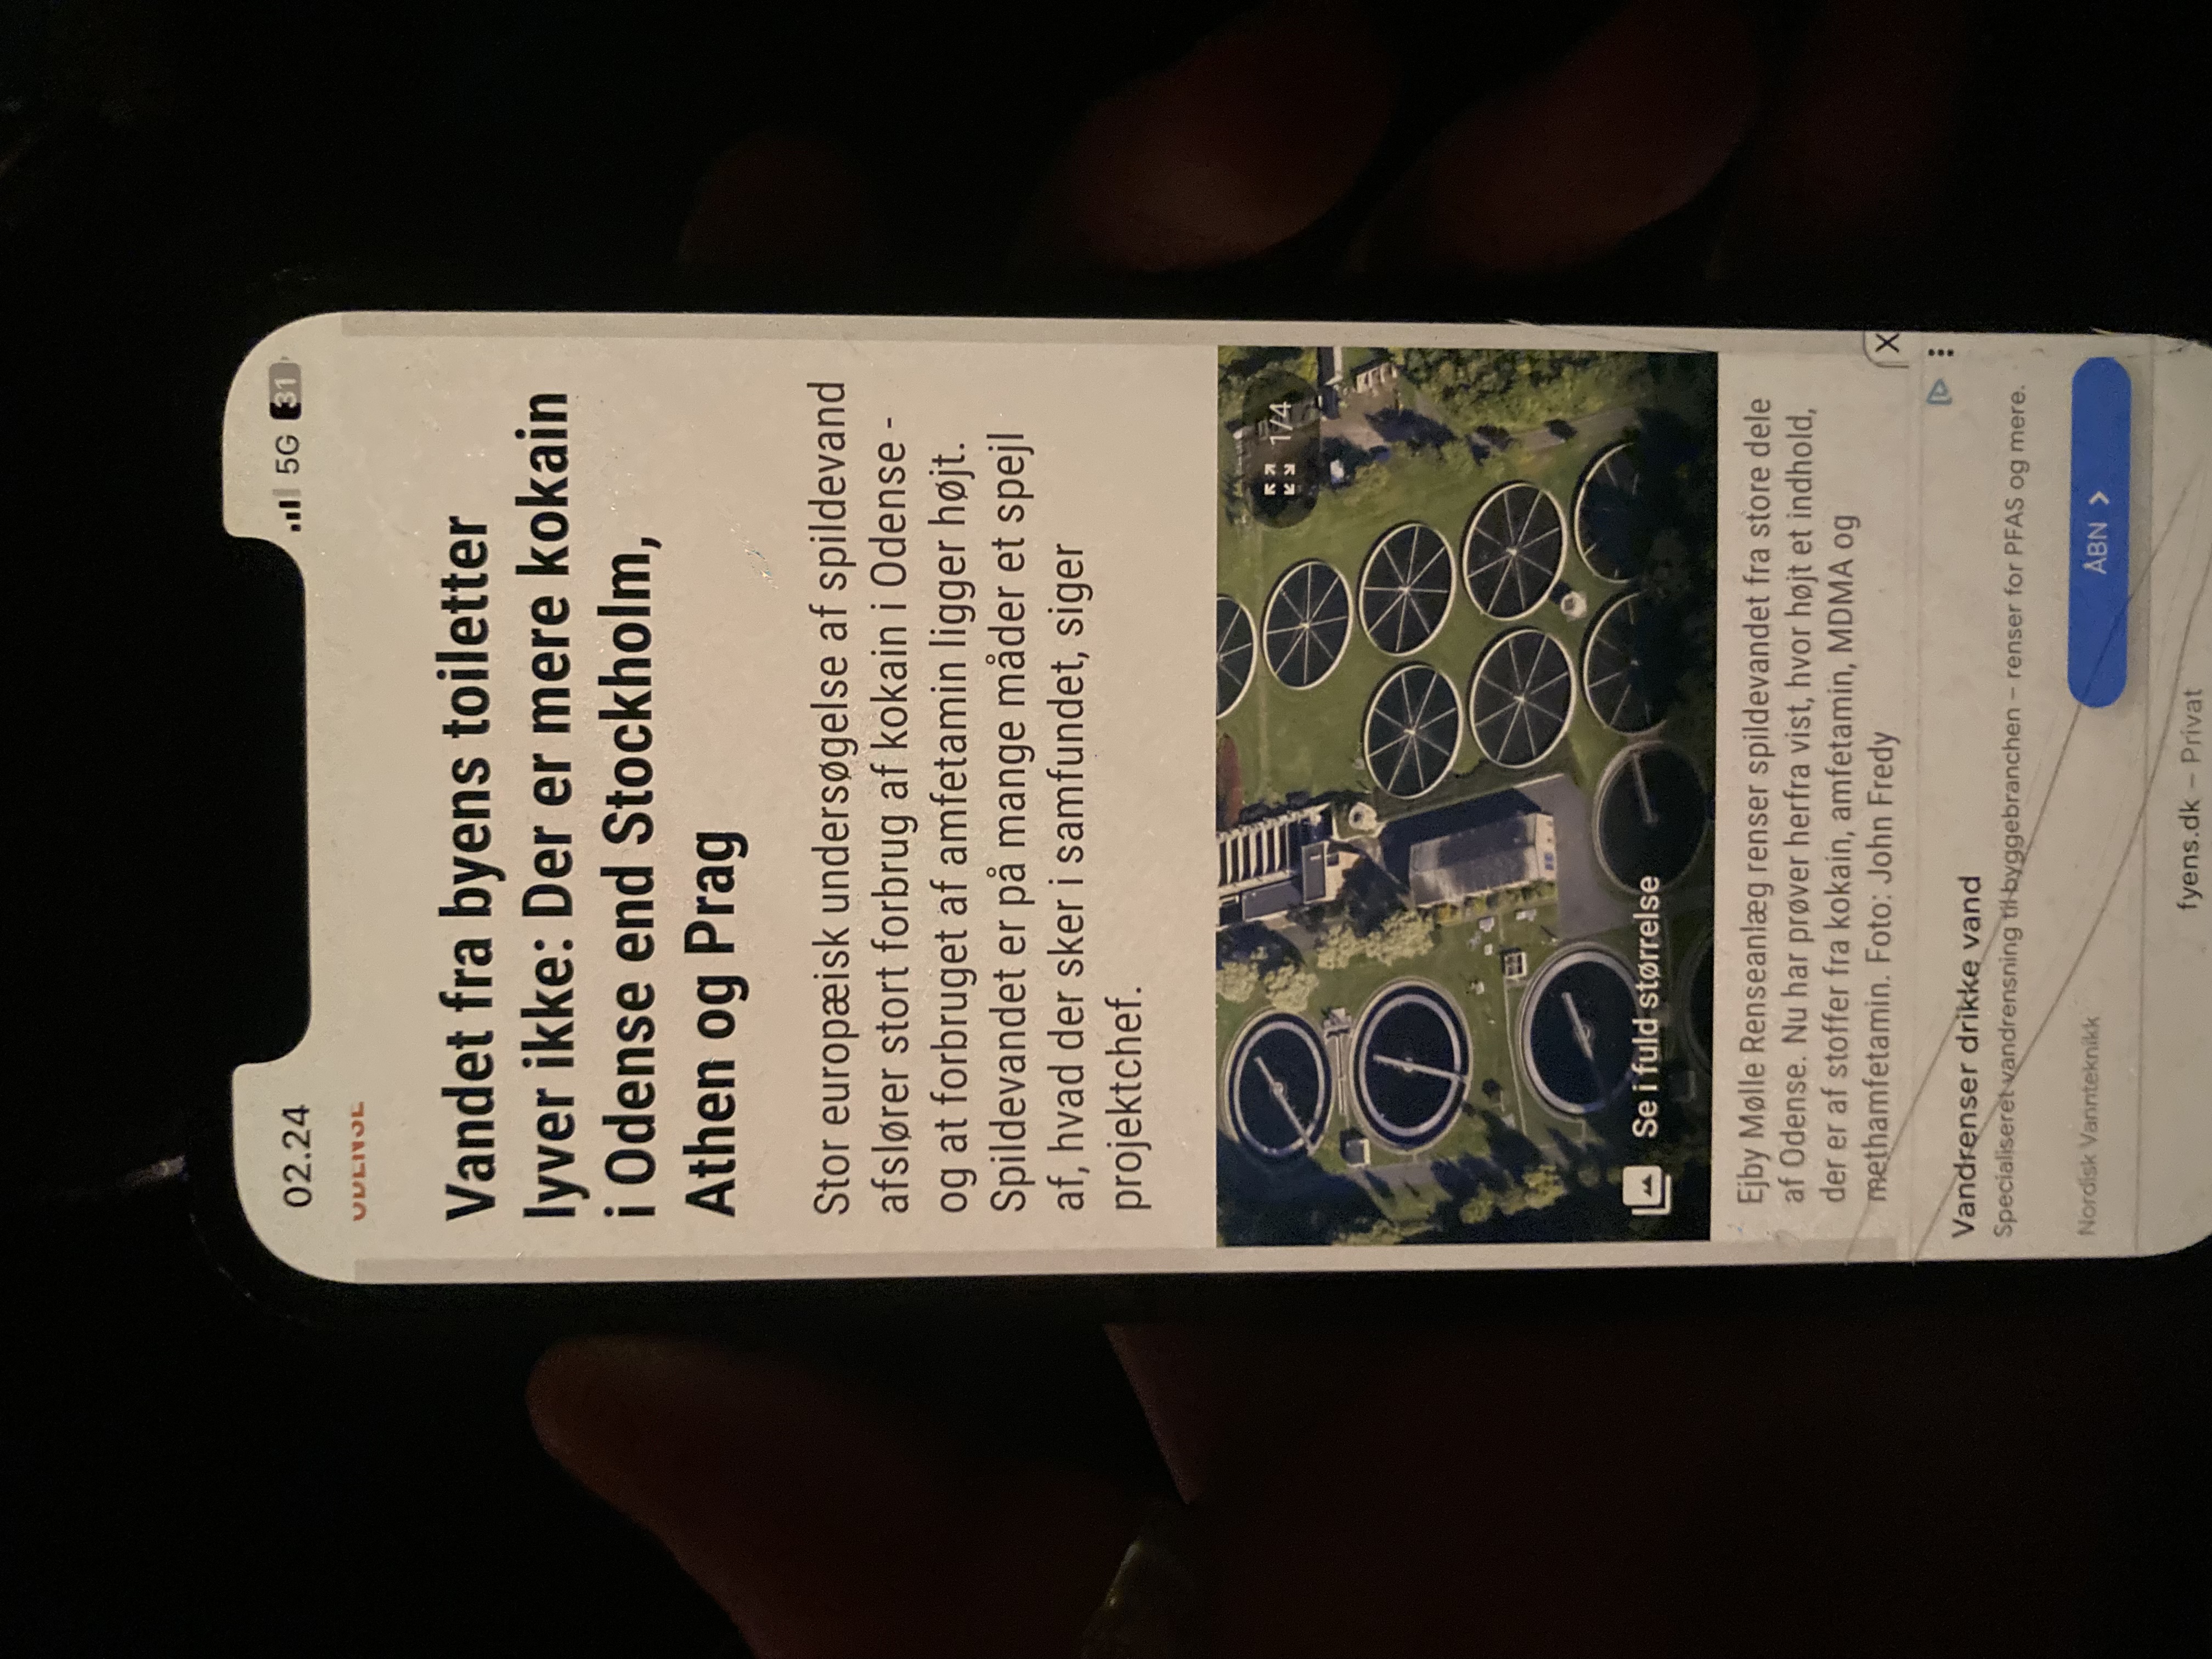 02.24
5G 31
ODENSE
Vandet fra byens toiletter
lyver ikke: Der er mere kokain
i Odense end Stockholm,
Athen og Prag
Stor europæisk undersøgelse af spildevand
afslører stort forbrug af kokain i Odense -
og at forbruget af amfetamin ligger højt.
Spildevandet er på mange måder et spejl
af, hvad der sker i samfundet, siger
projektchef.
1/4
Se i fuld størrelse
Ejby Mølle Renseanlæg renser spildevandet fra store dele
af Odense. Nu har prøver herfra vist, hvor højt et indhold,
der er af stoffer fra kokain, amfetamin, MDMA og
methamfetamin. Foto: John Fredy
X
Vandrenser drikke vand
Specialiseret vandrensning til byggebranchen – renser for PFAS og mere.
Nordisk Vannteknikk
ÅBN >
fyens.dk – Privat